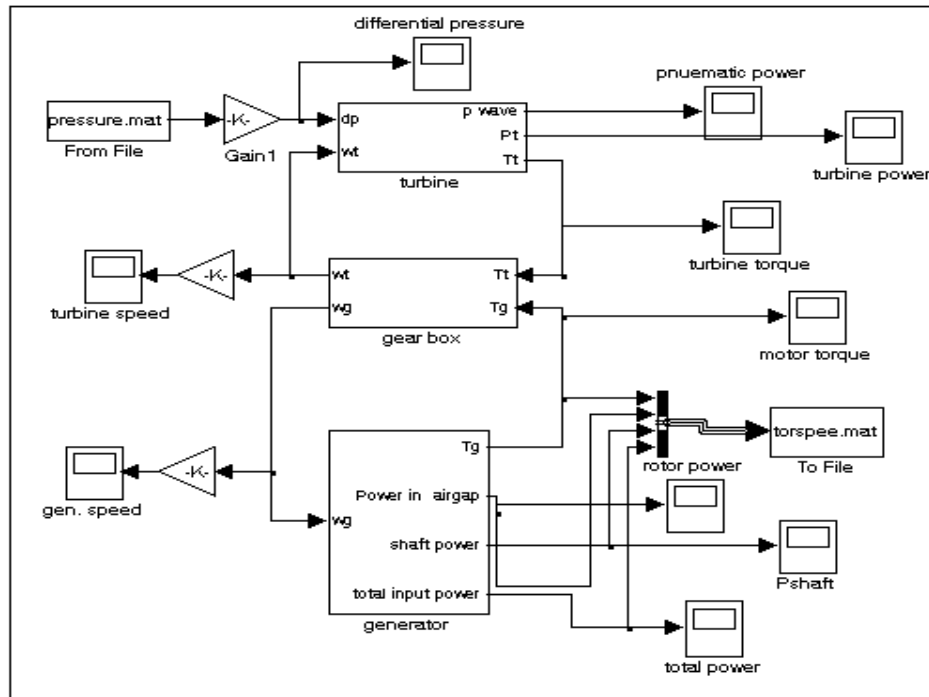 differential pressure
pnuematic power
pressure.mat
-K-
dp
p wave
Pt
wt
Tt
From File
Gain1
turbine
turbine power
turbine torque
-K-
wt
Tt
wg
Tg
turbine speed
gear box
motor torque
torspee.mat
Tg
rotor power
To File
-K-
gen. speed
Power in airgap
wg
shaft power
Pshaft
total input power
generator
total power